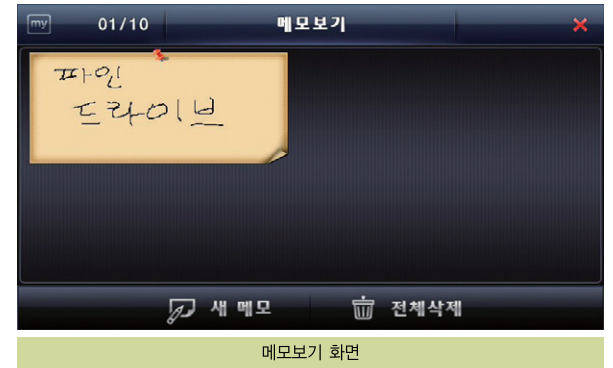 my 01/10 메모보기
파인
드라이브
새 메모 전체삭제
메모보기 화면